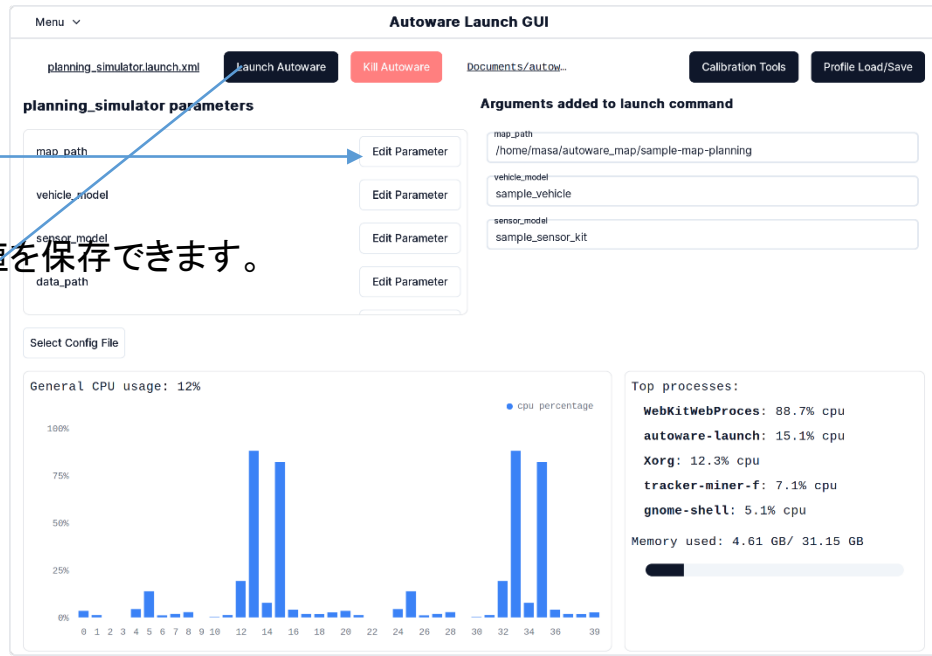 Menu
Autoware Launch GUI
planning_simulator.launch.xml
Launch Autoware
Kill Autoware
Documents/autow…
Calibration Tools
Profile Load/Save
planning_simulator parameters
Arguments added to launch command
map_path
Edit Parameter
vehicle_model
Edit Parameter
sensor_model
Edit Parameter
data_path
Edit Parameter
を保存できます。
map_path
/home/masa/autoware_map/sample-map-planning
vehicle_model
sample_vehicle
sensor_model
sample_sensor_kit
Select Config File
General CPU usage: 12%
cpu percentage
100%
75%
50%
25%
0%
0 1 2 3 4 5 6 7 8 9 10 12 14 16 18 20 22 24 26 28 30 32 34 36 39
Top processes:
WebKitWebProces: 88.7% cpu
autoware-launch: 15.1% cpu
Xorg: 12.3% cpu
tracker-miner-f: 7.1% cpu
gnome-shell: 5.1% cpu
Memory used: 4.61 GB/ 31.15 GB